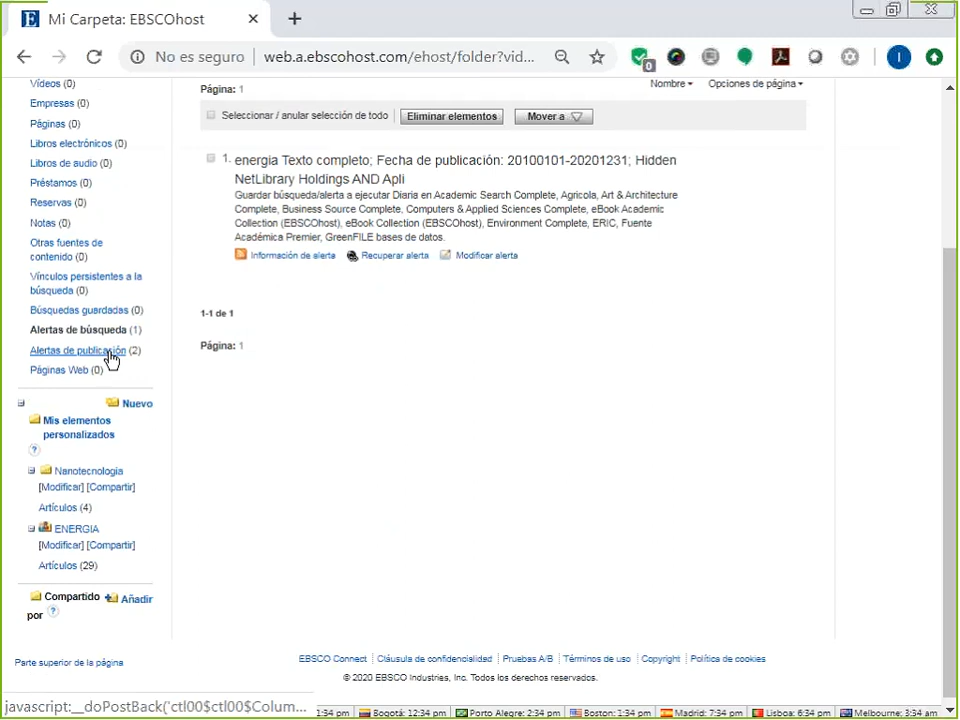 Mi Carpeta: EBSCOhost
No es seguro
web.a.ebscohost.com/ehost/folder?vid...
0
I
Vídeos (0)
Empresas (0)
Páginas (0)
Libros electrónicos (0)
Libros de audio (0)
Préstamos (0)
Reservas (0)
Notas (0)
Otras fuentes de
contenido (0)
Vínculos persistentes a la
búsqueda (0)
Búsquedas guardadas (0)
Alertas de búsqueda (1)
Alertas de publicación (2)
Páginas Web (0)
Nuevo
Mis elementos
personalizados
?
Nanotecnologia
[Modificar] [Compartir]
Artículos (4)
ENERGIA
[Modificar] [Compartir]
Artículos (29)
Compartido Añadir
por ?
Página: 1
Nombre
Opciones de página
Seleccionar / anular selección de todo
Eliminar elementos
Mover a
1. energia Texto completo; Fecha de publicación: 20100101-20201231; Hidden
NetLibrary Holdings AND Apli
Guardar búsqueda/alerta a ejecutar Diaria en Academic Search Complete, Agricola, Art & Architecture
Complete, Business Source Complete, Computers & Applied Sciences Complete, eBook Academic
Collection (EBSCOhost), eBook Collection (EBSCOhost), Environment Complete, ERIC, Fuente
Académica Premier, GreenFILE bases de datos.
Información de alerta Recuperar alerta Modificar alerta
1-1 de 1
Página: 1
Parte superior de la página
EBSCO Connect Cláusula de confidencialidad Pruebas A/B Términos de uso Copyright Política de cookies
© 2020 EBSCO Industries, Inc. Todos los derechos reservados.
javascript:__doPostBack('ctl00$ctl00$Colum...
1:34 pm Bogotá: 12:34 pm Porto Alegre: 2:34 pm Boston: 1:34 pm Madrid: 7:34 pm Lisboa: 6:34 pm Melbourne: 3:34 am